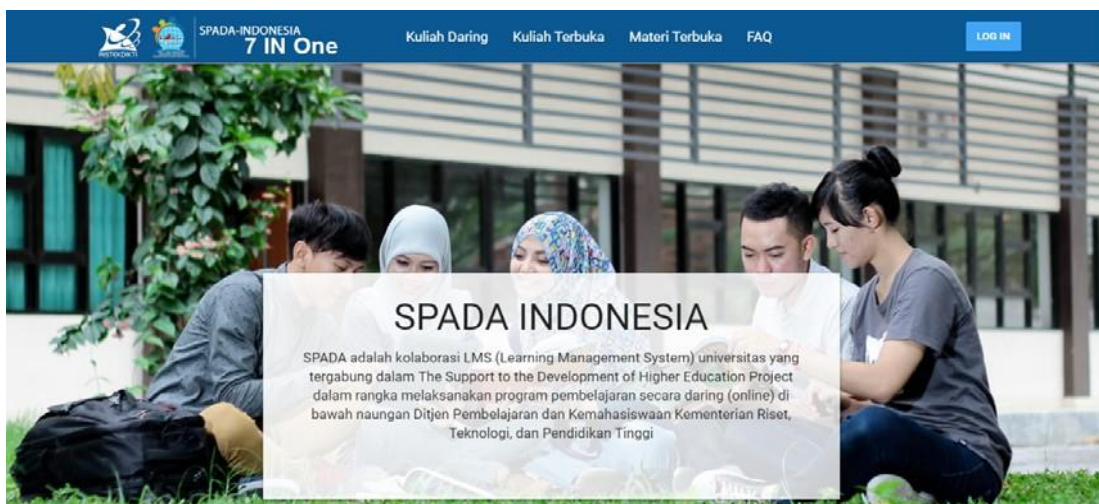 RISTEKDIKTI
SPADA-INDONESIA
7 IN One
Kuliah Daring
Kuliah Terbuka
Materi Terbuka
FAQ
LOG IN
SPADA INDONESIA
SPADA adalah kolaborasi LMS (Learning Management System) universitas yang
tergabung dalam The Support to the Development of Higher Education Project
dalam rangka melaksanakan program pembelajaran secara daring (online) di
bawah naungan Ditjen Pembelajaran dan Kemahasiswaan Kementerian Riset,
Teknologi, dan Pendidikan Tinggi